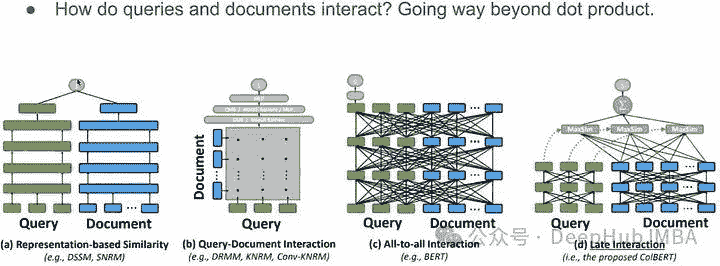 ● How do queries and documents interact? Going way beyond dot product.
s
s
s
s
MLP
Σ
MaxSim MaxSim MaxSim
Document
Query Document
Query
Query Document
Query Document
(a) Representation-based Similarity
(e.g., DSSM, SNRM)
(b) Query-Document Interaction
(e.g., DRMM, KNRM, Conv-KNRM)
(c) All-to-all Interaction
(e.g., BERT)
(d) Late Interaction
(i.e., the proposed ColBERT)
公众号 · DeepHub IMBA